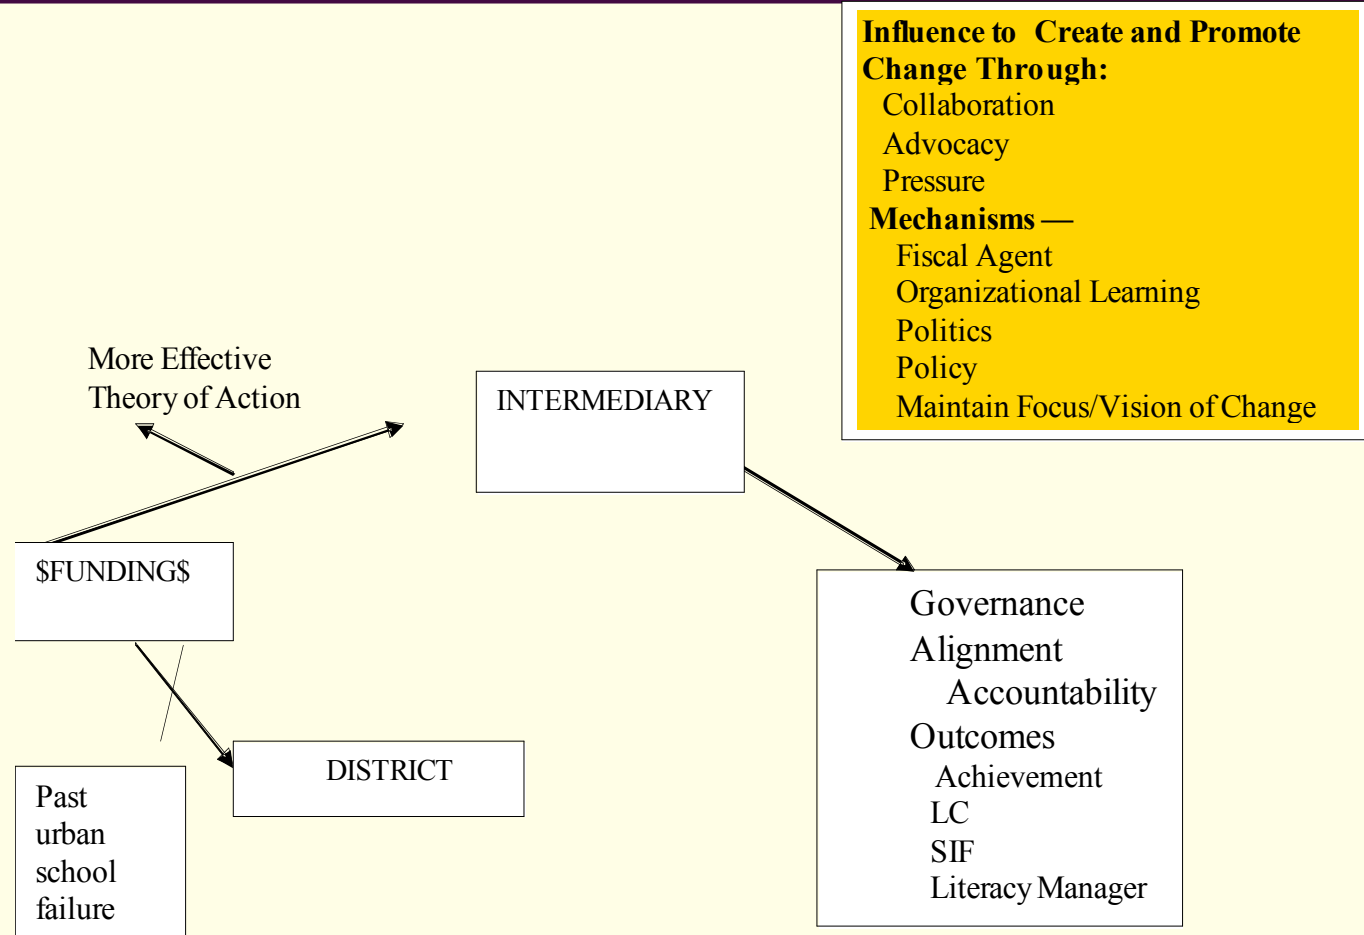 Influence to Create and Promote
Change Through:
Collaboration
Advocacy
Pressure
Mechanisms —
Fiscal Agent
Organizational Learning
Politics
Policy
Maintain Focus/Vision of Change
More Effective
Theory of Action
INTERMEDIARY
$FUNDING$
DISTRICT
Past
urban
school
failure
Governance
Alignment
Accountability
Outcomes
Achievement
LC
SIF
Literacy Manager